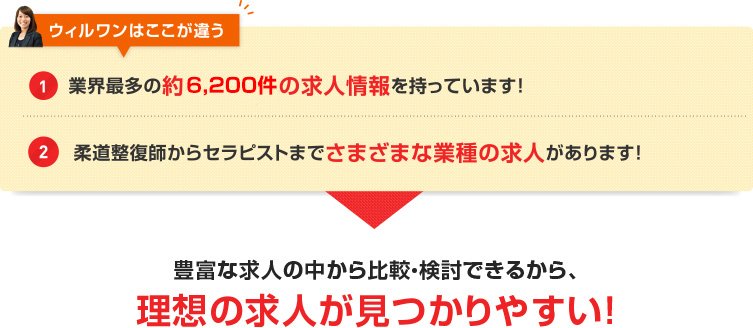 ウィルワンはここが違う
1 業界最多の約6,200件の求人情報を持っています!
2 柔道整復師からセラピストまでさまざまな業種の求人があります!
豊富な求人の中から比較・検討できるから、
理想の求人が見つかりやすい!